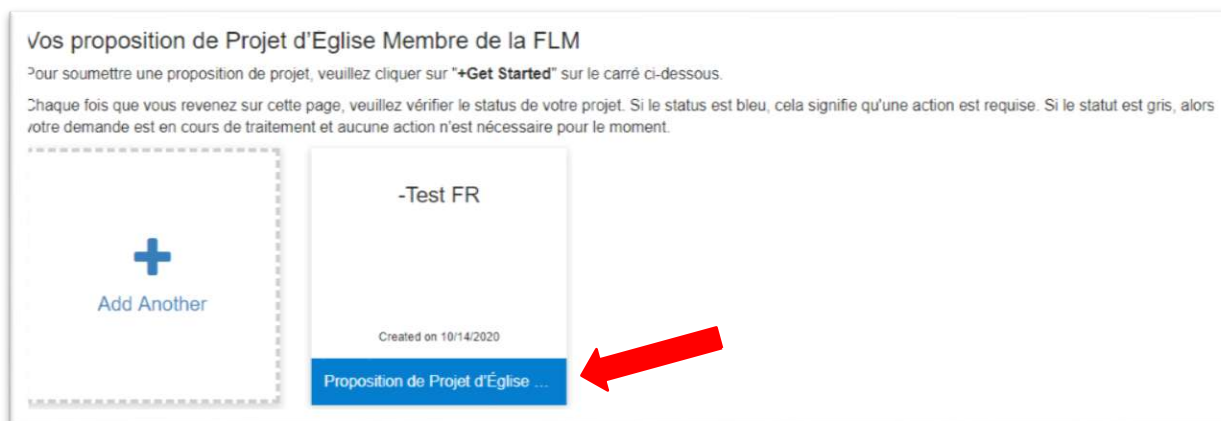 Vos proposition de Projet d'Eglise Membre de la FLM
Pour soumettre une proposition de projet, veuillez cliquer sur "+Get Started" sur le carré ci-dessous.
Chaque fois que vous revenez sur cette page, veuillez vérifier le status de votre projet. Si le status est bleu, cela signifie qu'une action est requise. Si le statut est gris, alors
votre demande est en cours de traitement et aucune action n'est nécessaire pour le moment.
-Test FR
Add Another
Created on 10/14/2020
Proposition de Projet d'Église ...